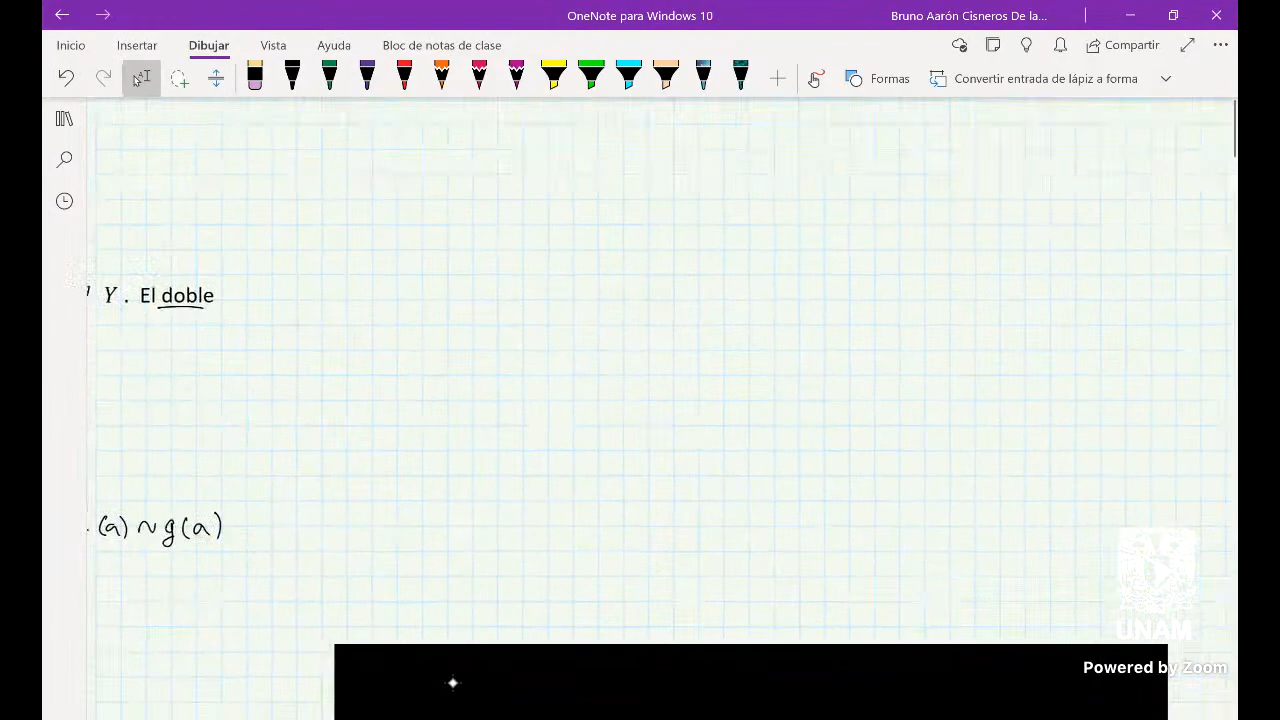 OneNote para Windows 10
Bruno Aarón Cisneros De la...
Inicio
Insertar
Dibujar
Vista
Ayuda
Bloc de notas de clase
Compartir
Formas
Convertir entrada de lápiz a forma
Y . El doble
(a) ~ g(a)
UNAM
Powered by Zoom